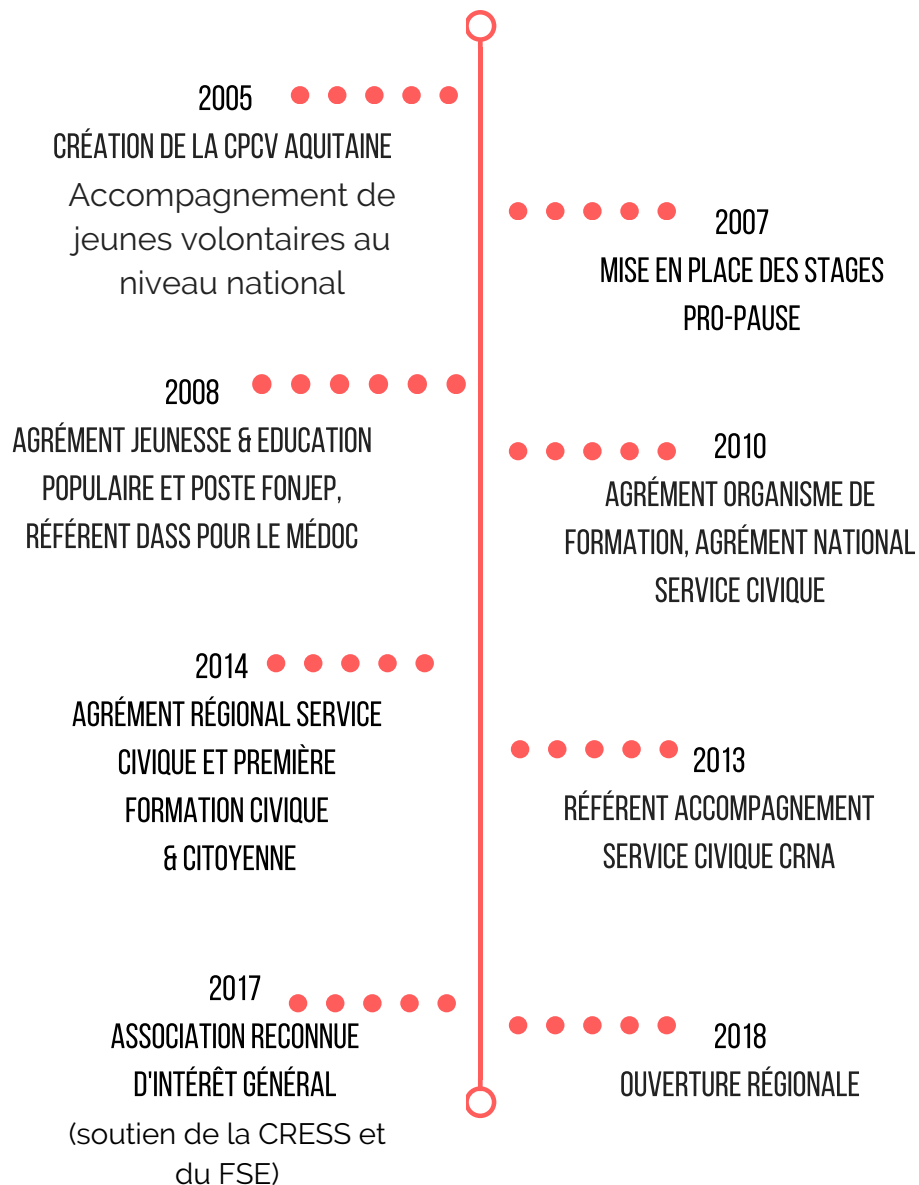 2005
CRÉATION DE LA CPCV AQUITAINE
Accompagnement de
jeunes volontaires au
niveau national
2007
MISE EN PLACE DES STAGES
PRO-PAUSE
2008
AGRÉMENT JEUNESSE & EDUCATION
POPULAIRE ET POSTE FONJEP,
RÉFÉRENT DASS POUR LE MÉDOC
2010
AGRÉMENT ORGANISME DE
FORMATION, AGRÉMENT NATIONAL
SERVICE CIVIQUE
2014
AGRÉMENT RÉGIONAL SERVICE
CIVIQUE ET PREMIÈRE
FORMATION CIVIQUE
& CITOYENNE
2013
RÉFÉRENT ACCOMPAGNEMENT
SERVICE CIVIQUE CRNA
2017
ASSOCIATION RECONNUE
D'INTÉRÊT GÉNÉRAL
(soutien de la CRESS et
du FSE)
2018
OUVERTURE RÉGIONALE